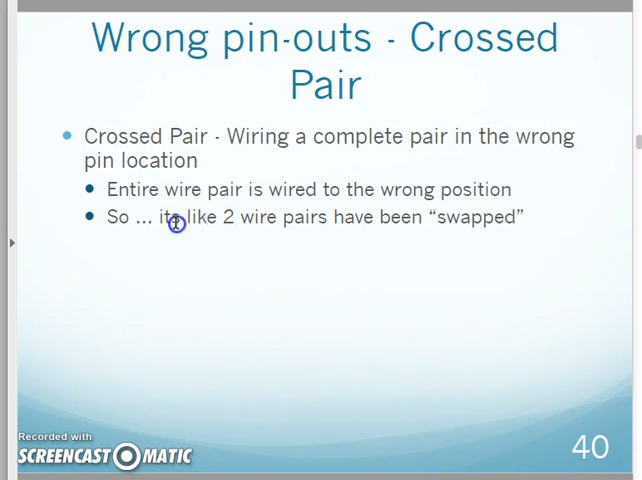 Wrong pin-outs - Crossed
Pair
Crossed Pair - Wiring a complete pair in the wrong
pin location
Entire wire pair is wired to the wrong position
So ... its like 2 wire pairs have been “swapped”
Recorded with
SCREENCAST MATIC
40